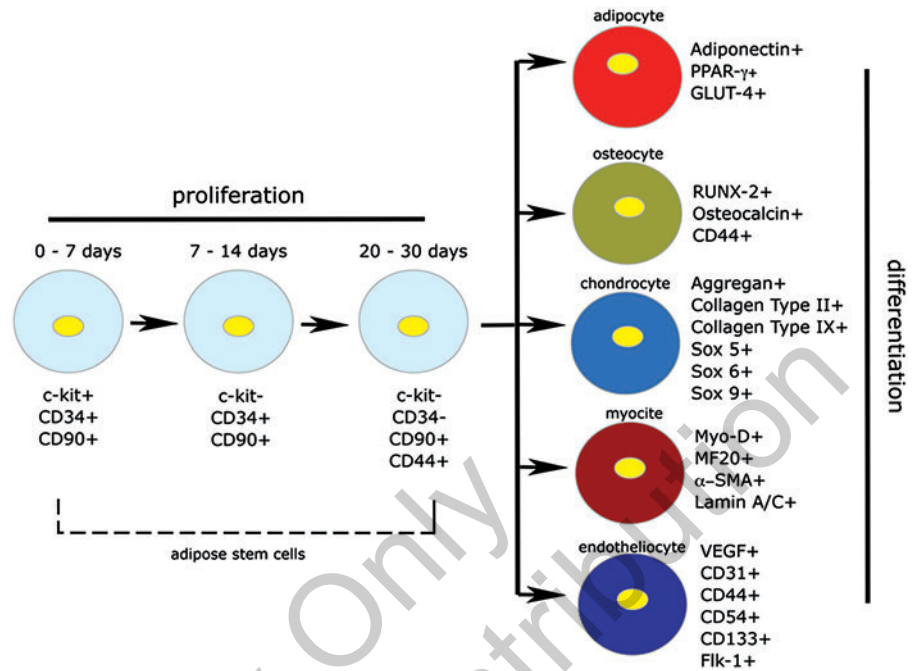 proliferation
0 - 7 days
7 - 14 days
20 - 30 days
c-kit+
CD34+
CD90+
c-kit-
CD34+
CD90+
c-kit-
CD34-
CD90+
CD44+
adipose stem cells
adipocyte
Adiponectin+
PPAR-γ+
GLUT-4+
osteocyte
RUNX-2+
Osteocalcin+
CD44+
chondrocyte
Aggregan+
Collagen Type II+
Collagen Type IX+
Sox 5+
Sox 6+
Sox 9+
myocite
Myo-D+
MF20+
α-SMA+
Lamin A/C+
endotheliocyte
VEGF+
CD31+
CD44+
CD54+
CD133+
Flk-1+
differentiation
Only